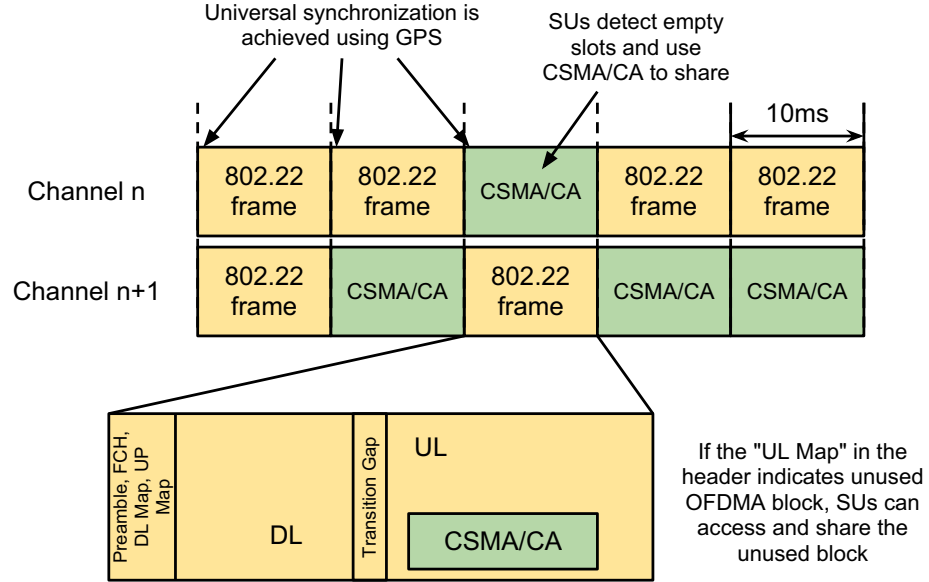 Universal synchronization is
achieved using GPS
SUs detect empty
slots and use
CSMA/CA to share
10ms
Channel n
802.22
frame
802.22
frame
CSMA/CA
802.22
frame
802.22
frame
Channel n+1
802.22
frame
CSMA/CA
802.22
frame
CSMA/CA
CSMA/CA
Preamble, FCH,
DL Map, UP
Map
DL
Transition Gap
UL
CSMA/CA
If the "UL Map" in the
header indicates unused
OFDMA block, SUs can
access and share the
unused block